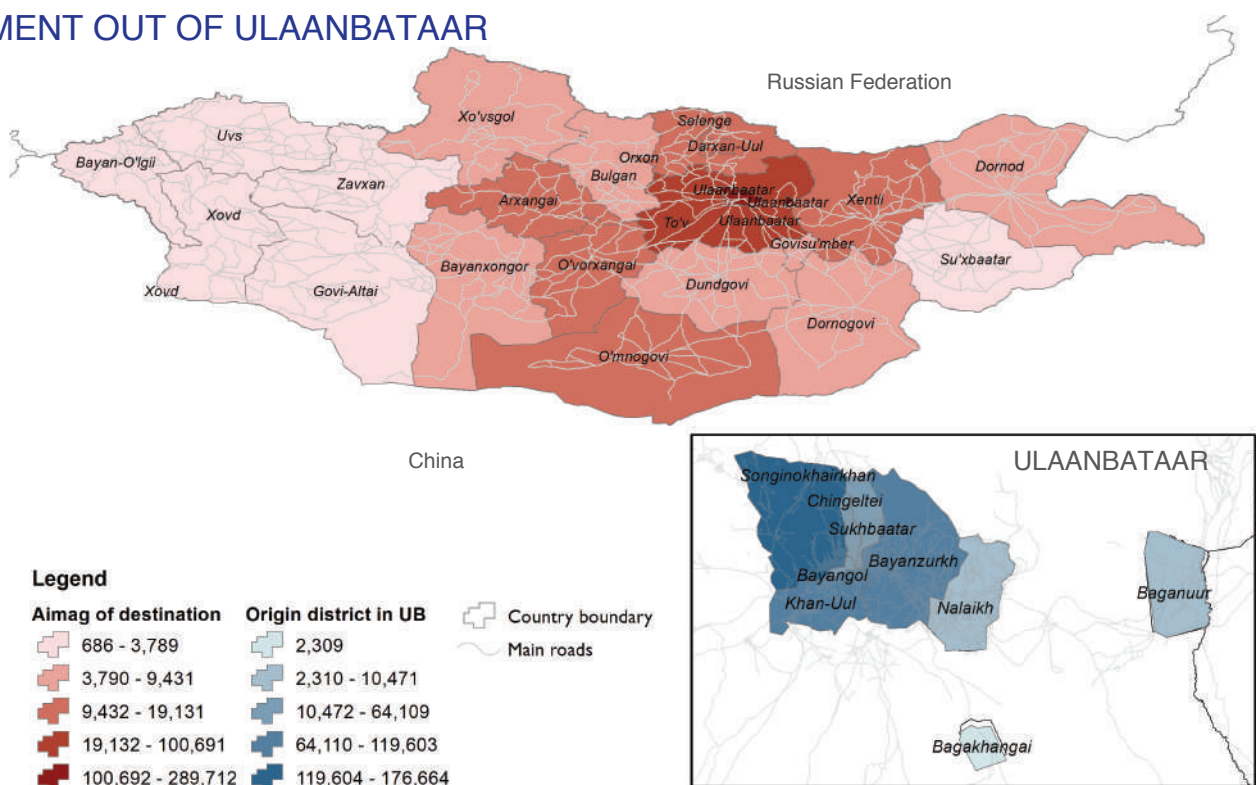 MENT OUT OF ULAANBATAAR
Russian Federation
Xo'vsgol
Selenge
Uvs
Darxan-Uul
Bayan-O'lgii
Orxon
Dornod
Bulgan
Zavxan
Ulaanbaatar
Arxangai
Ulaanbaatar
Xentii
Xovd
To'v
Ulaanbaatar
Govisu'mber
Su'xbaatar
Bayanxongor
O'vorxangai
Dundgovi
Xovd
Govi-Altai
Dornogovi
O'mnogovi
China
ULAANBATAAR
Songinokhairkhan
Chingeltei
Sukhbaatar
Bayanzurkh
Bayangol
Khan-Uul
Nalaikh
Baganuur
Bagakhangai
Legend
Aimag of destination
686 - 3,789
3,790 - 9,431
9,432 - 19,131
19,132 - 100,691
100,692 - 289,712
Origin district in UB
2,309
2,310 - 10,471
10,472 - 64,109
64,110 - 119,603
119,604 - 176,664
Country boundary
Main roads